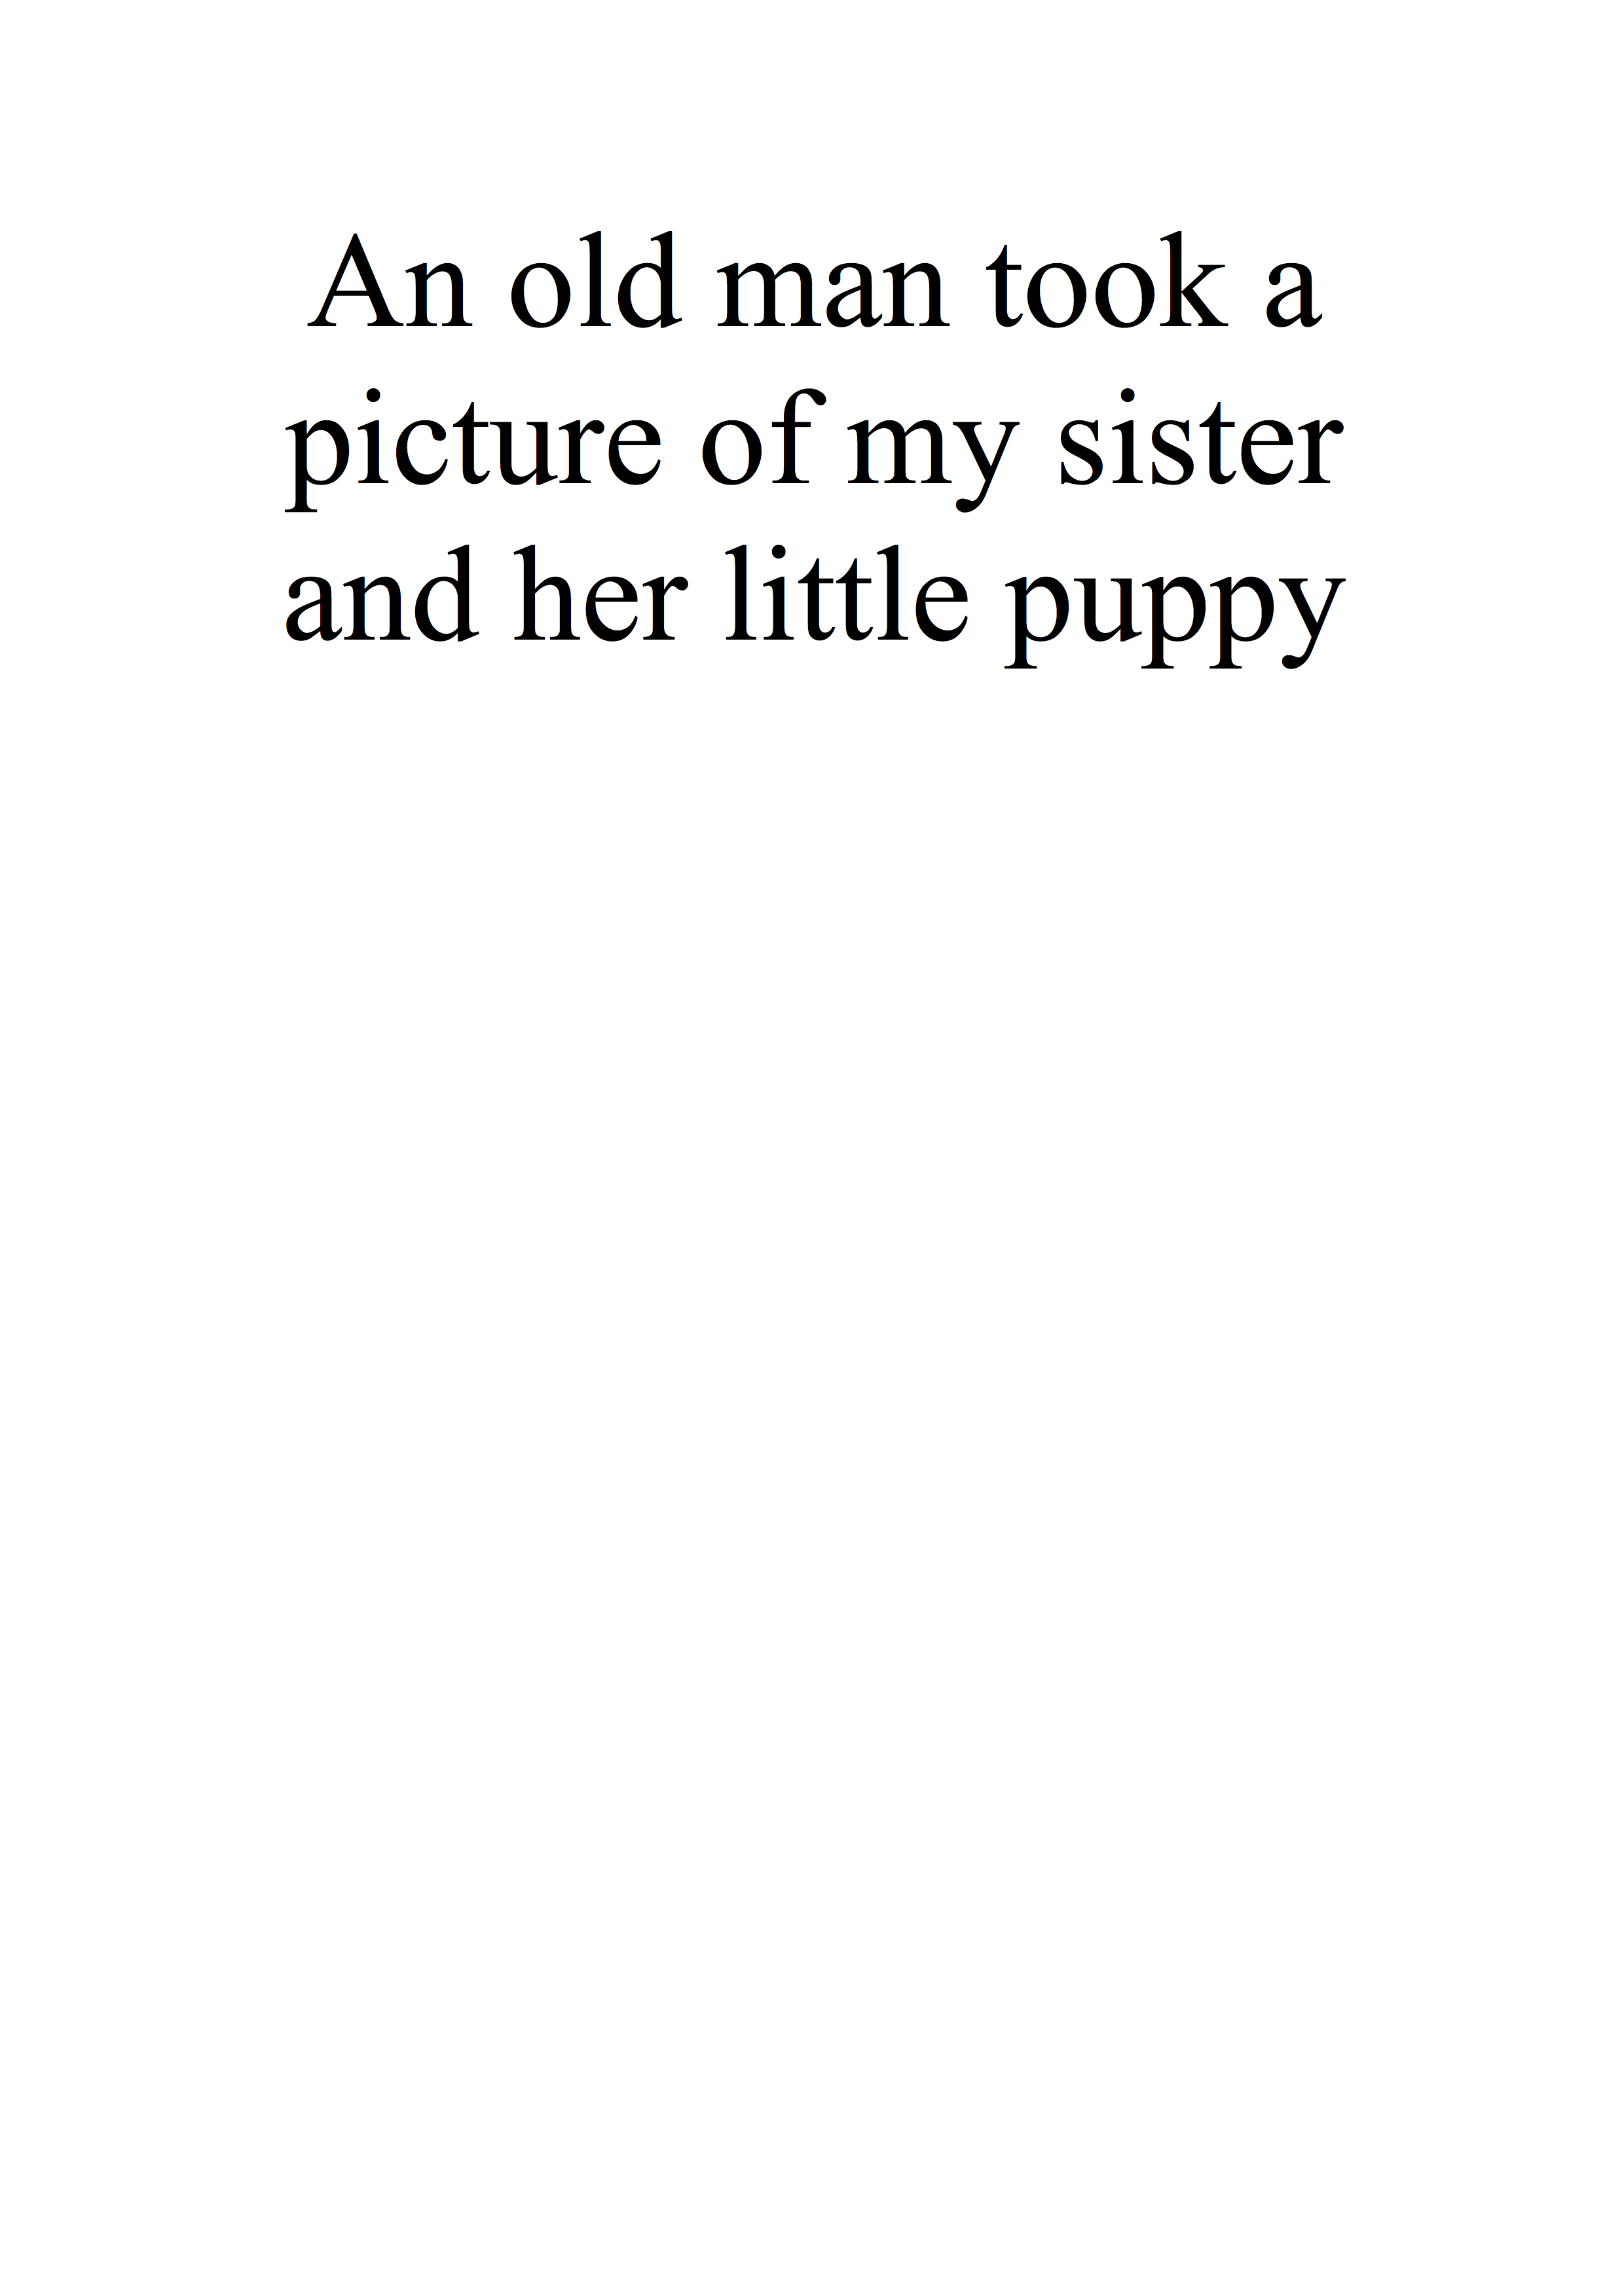 An old man took a
picture of my sister
and her little puppy